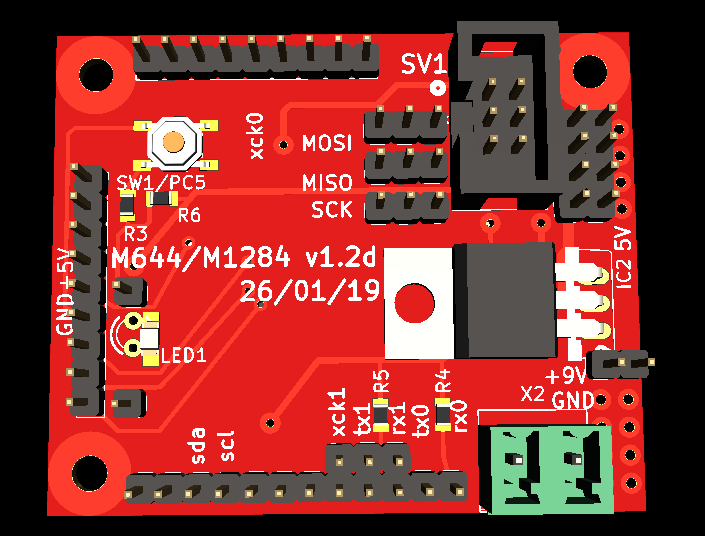 SV1
xck0
MOSI
MISO
SCK
SW1/PC5
R6
R3
M644/M1284 v1.2d
26/01/19
GND+5V
5V
IC2
LED1
+9V
X2
GND
R5
R4
xck1
tx1
rx1
tx0
rx0
sda
scl